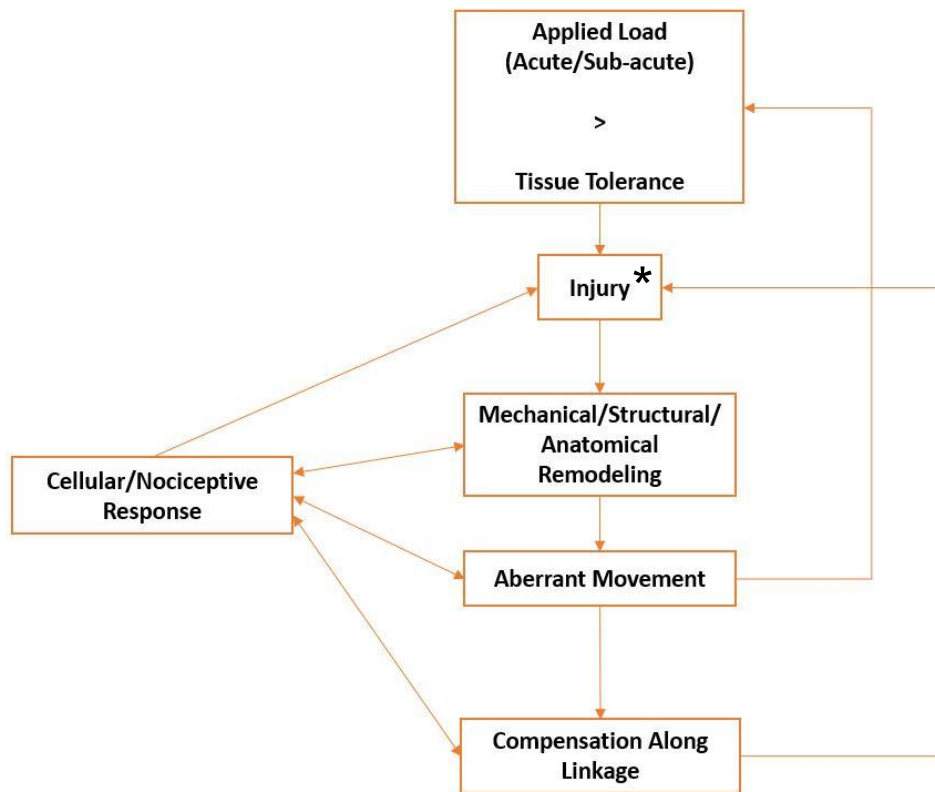 Applied Load
(Acute/Sub-acute)
>
Tissue Tolerance
Injury*
Mechanical/Structural/
Anatomical
Remodeling
Cellular/Nociceptive
Response
Aberrant Movement
Compensation Along
Linkage